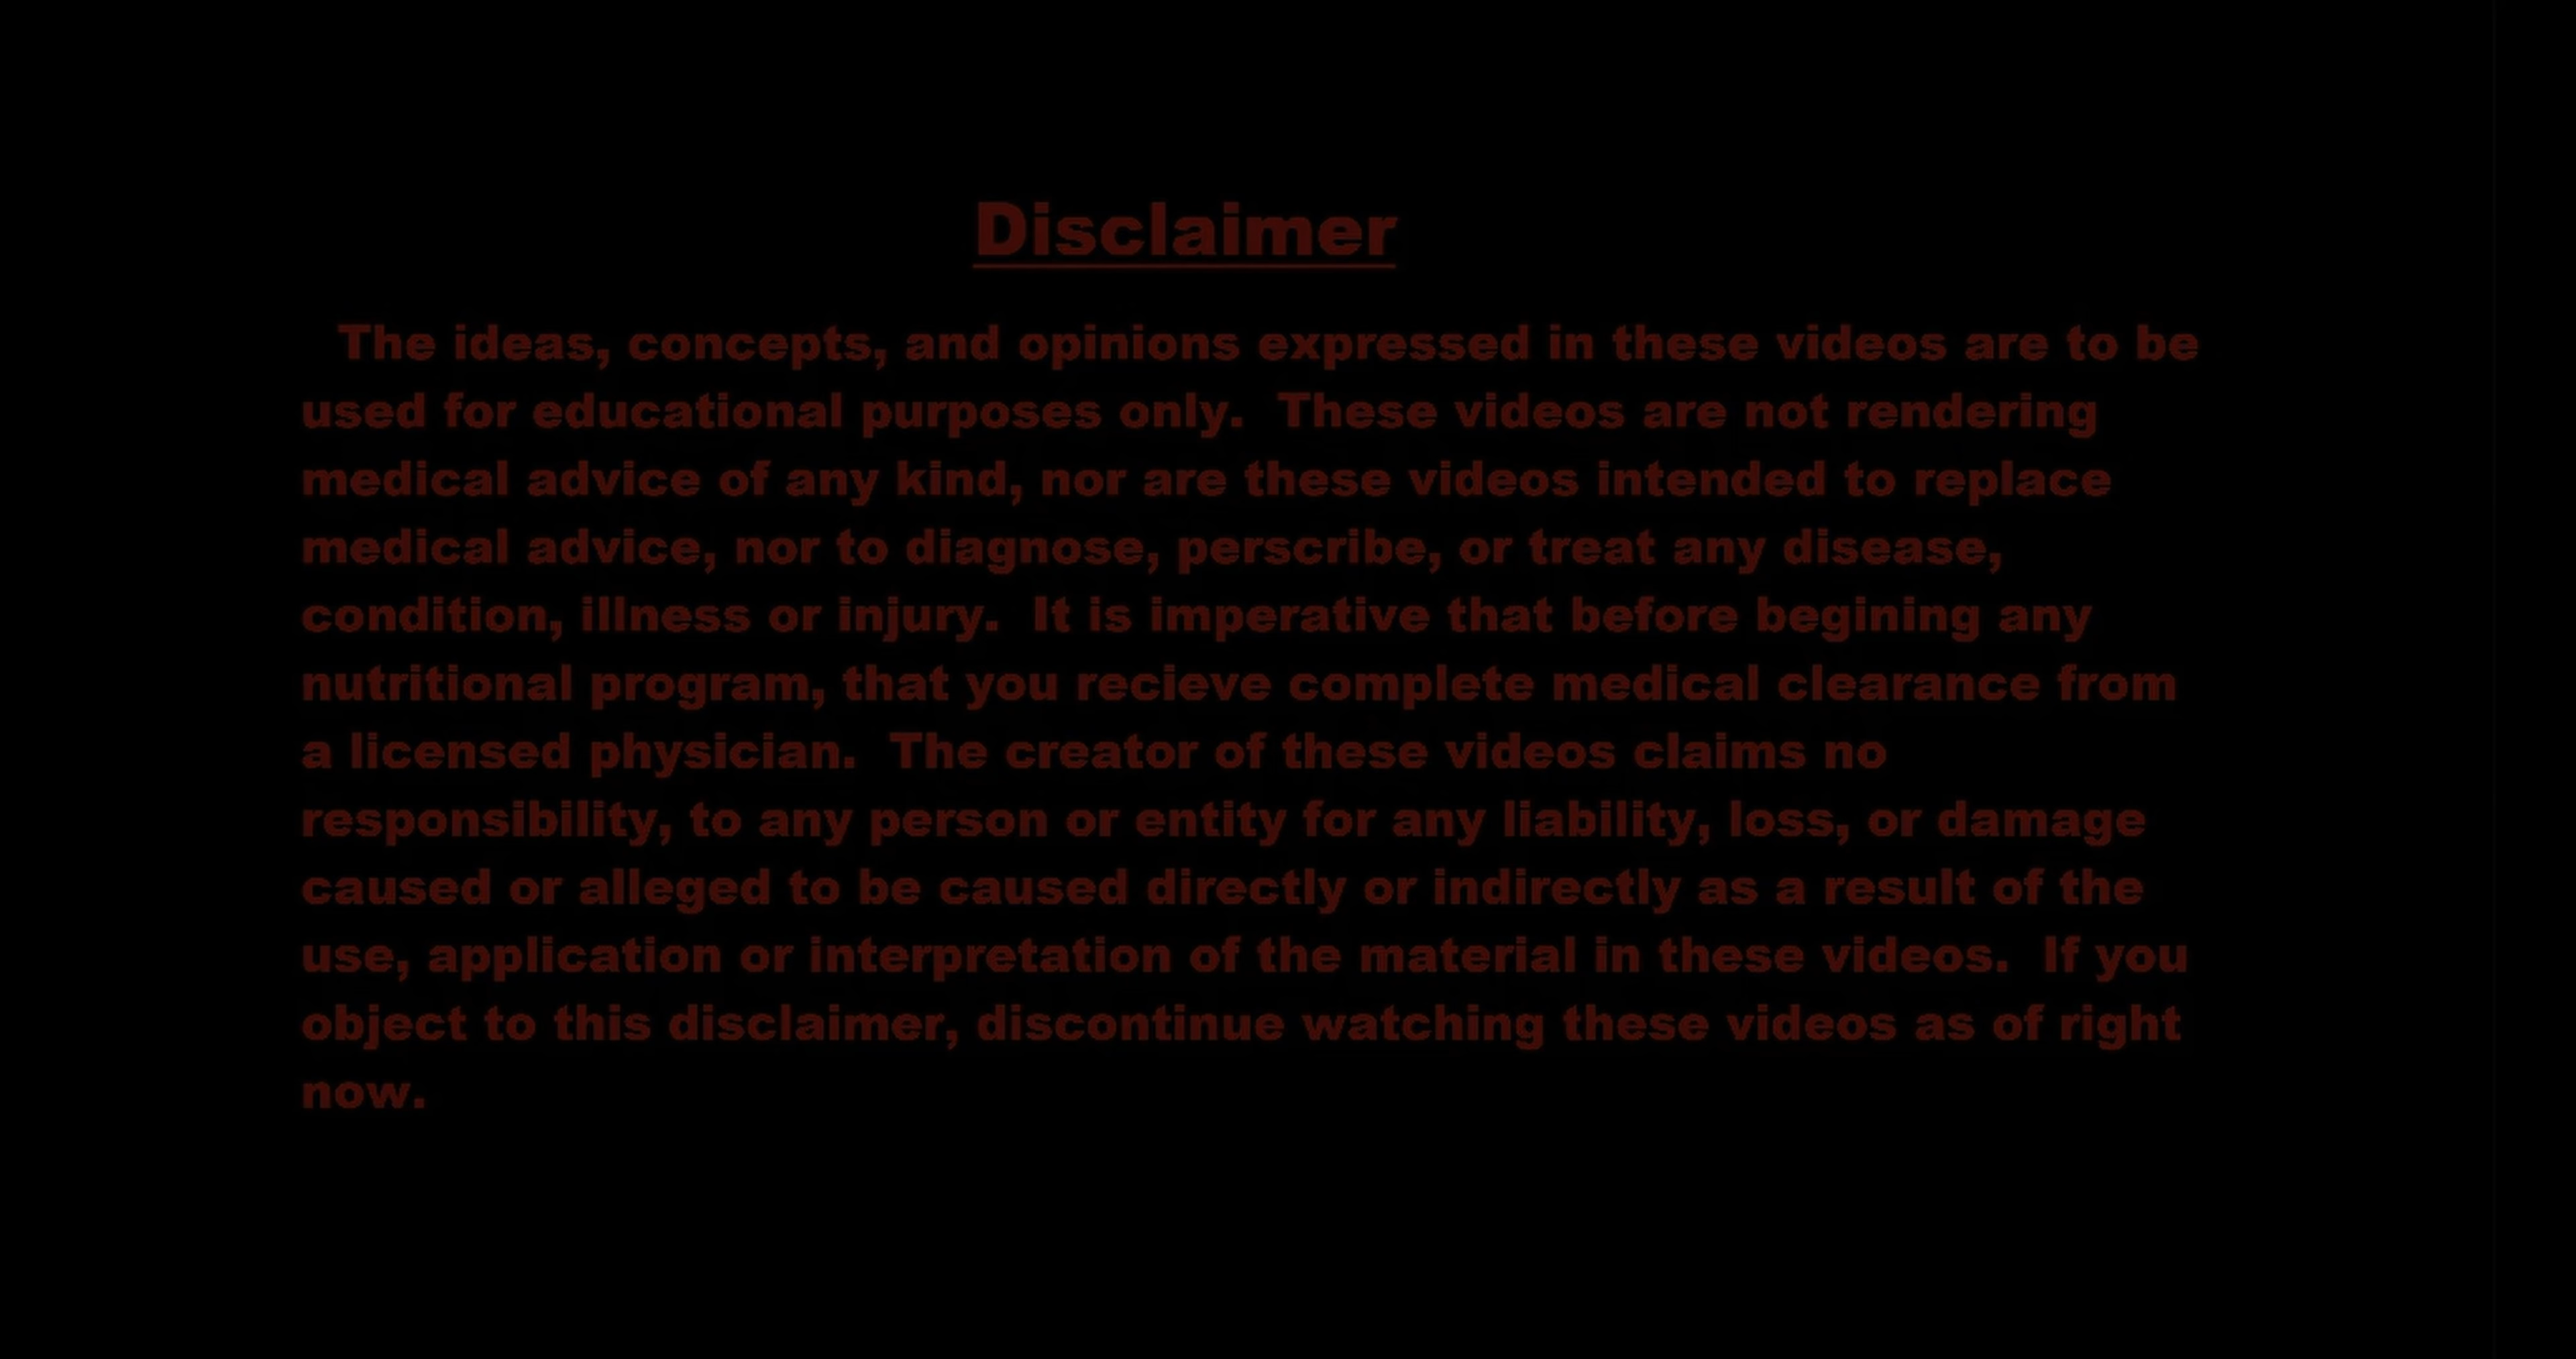 Disclaimer
The ideas, concepts, and opinions expressed in these videos are to be
used for educational purposes only.  These videos are not rendering
medical advice of any kind, nor are these videos intended to replace
medical advice, nor to diagnose, perscribe, or treat any disease,
condition, illness or injury.  It is imperative that before begining any
nutritional program, that you recieve complete medical clearance from
a licensed physician.  The creator of these videos claims no
responsibility, to any person or entity for any liability, loss, or damage
caused or alleged to be caused directly or indirectly as a result of the
use, application or interpretation of the material in these videos.  If you
object to this disclaimer, discontinue watching these videos as of right
now.